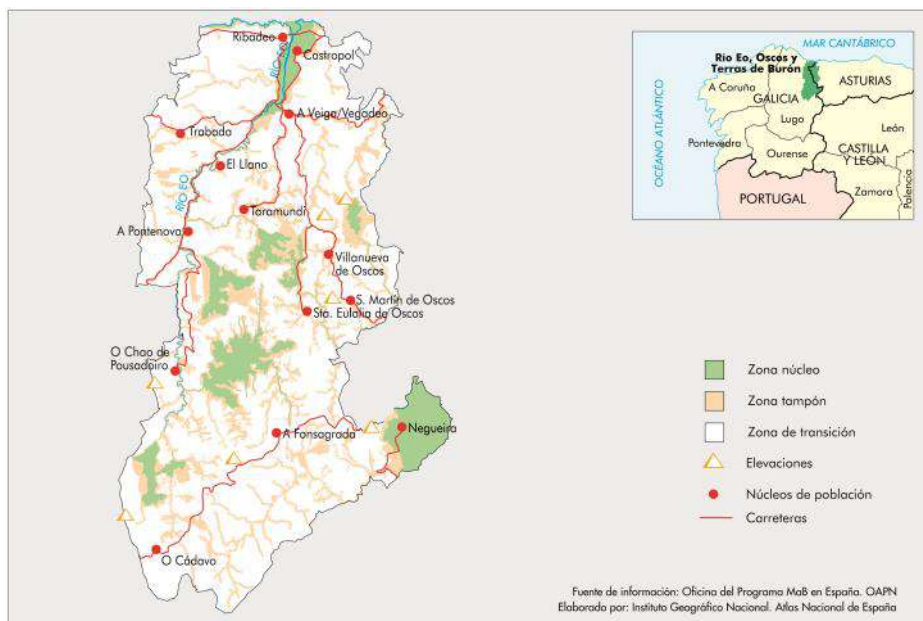 Ribadeo
RÍO EO
Castropol
A Veiga/Vegadeo
Trabada
El Llano
RÍO EO
Taramundi
A Pontenova
Villanueva
de Oscos
S. Martín de Oscos
Sta. Eulalia de Oscos
O Chao de
Pousadoiro
A Fonsagrada
Negueira
O Cádavo
MAR CANTÁBRICO
Río Eo, Oscos y
Terras de Burón
OCÉANO ATLÁNTICO
A Coruña
GALICIA
ASTURIAS
Lugo
León
Pontevedra
Ourense
CASTILLA
Y LEÓN
Zamora
Palencia
PORTUGAL
Zona núcleo
Zona tampón
Zona de transición
Elevaciones
Núcleos de población
Carreteras
Fuente de información: Oficina del Programa MaB en España. OAPN
Elaborado por: Instituto Geográfico Nacional. Atlas Nacional de España